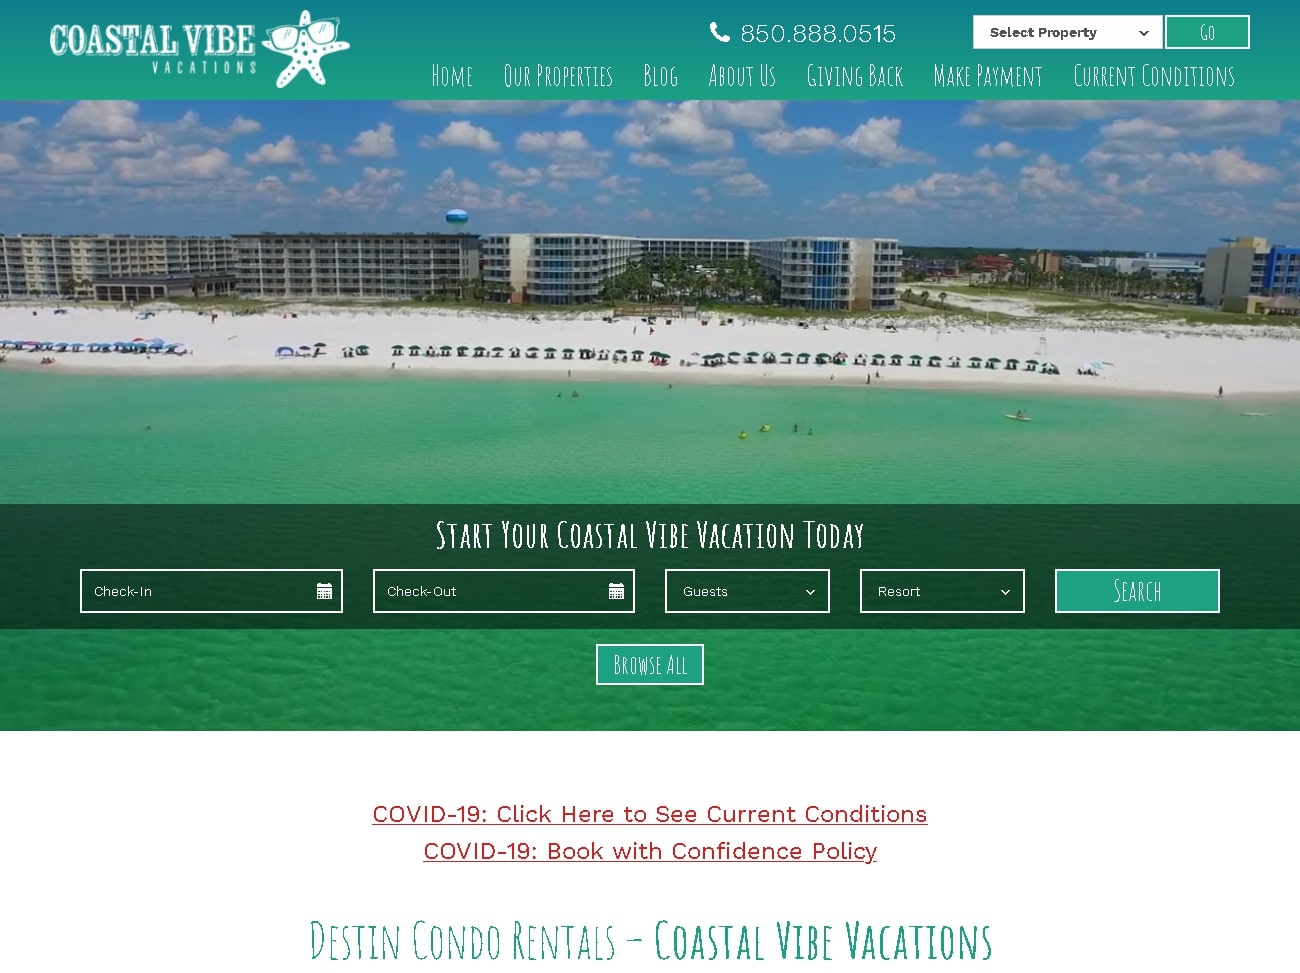 COASTAL VIBE
VACATIONS
850.888.0515
Select Property
Go
Home
Our Properties
Blog
About Us
Giving Back
Make Payment
Current Conditions
Start Your Coastal Vibe Vacation Today
Check-In
Check-Out
Guests
Resort
Search
Browse All
COVID-19: Click Here to See Current Conditions
COVID-19: Book with Confidence Policy
Destin Condo Rentals – Coastal Vibe Vacations